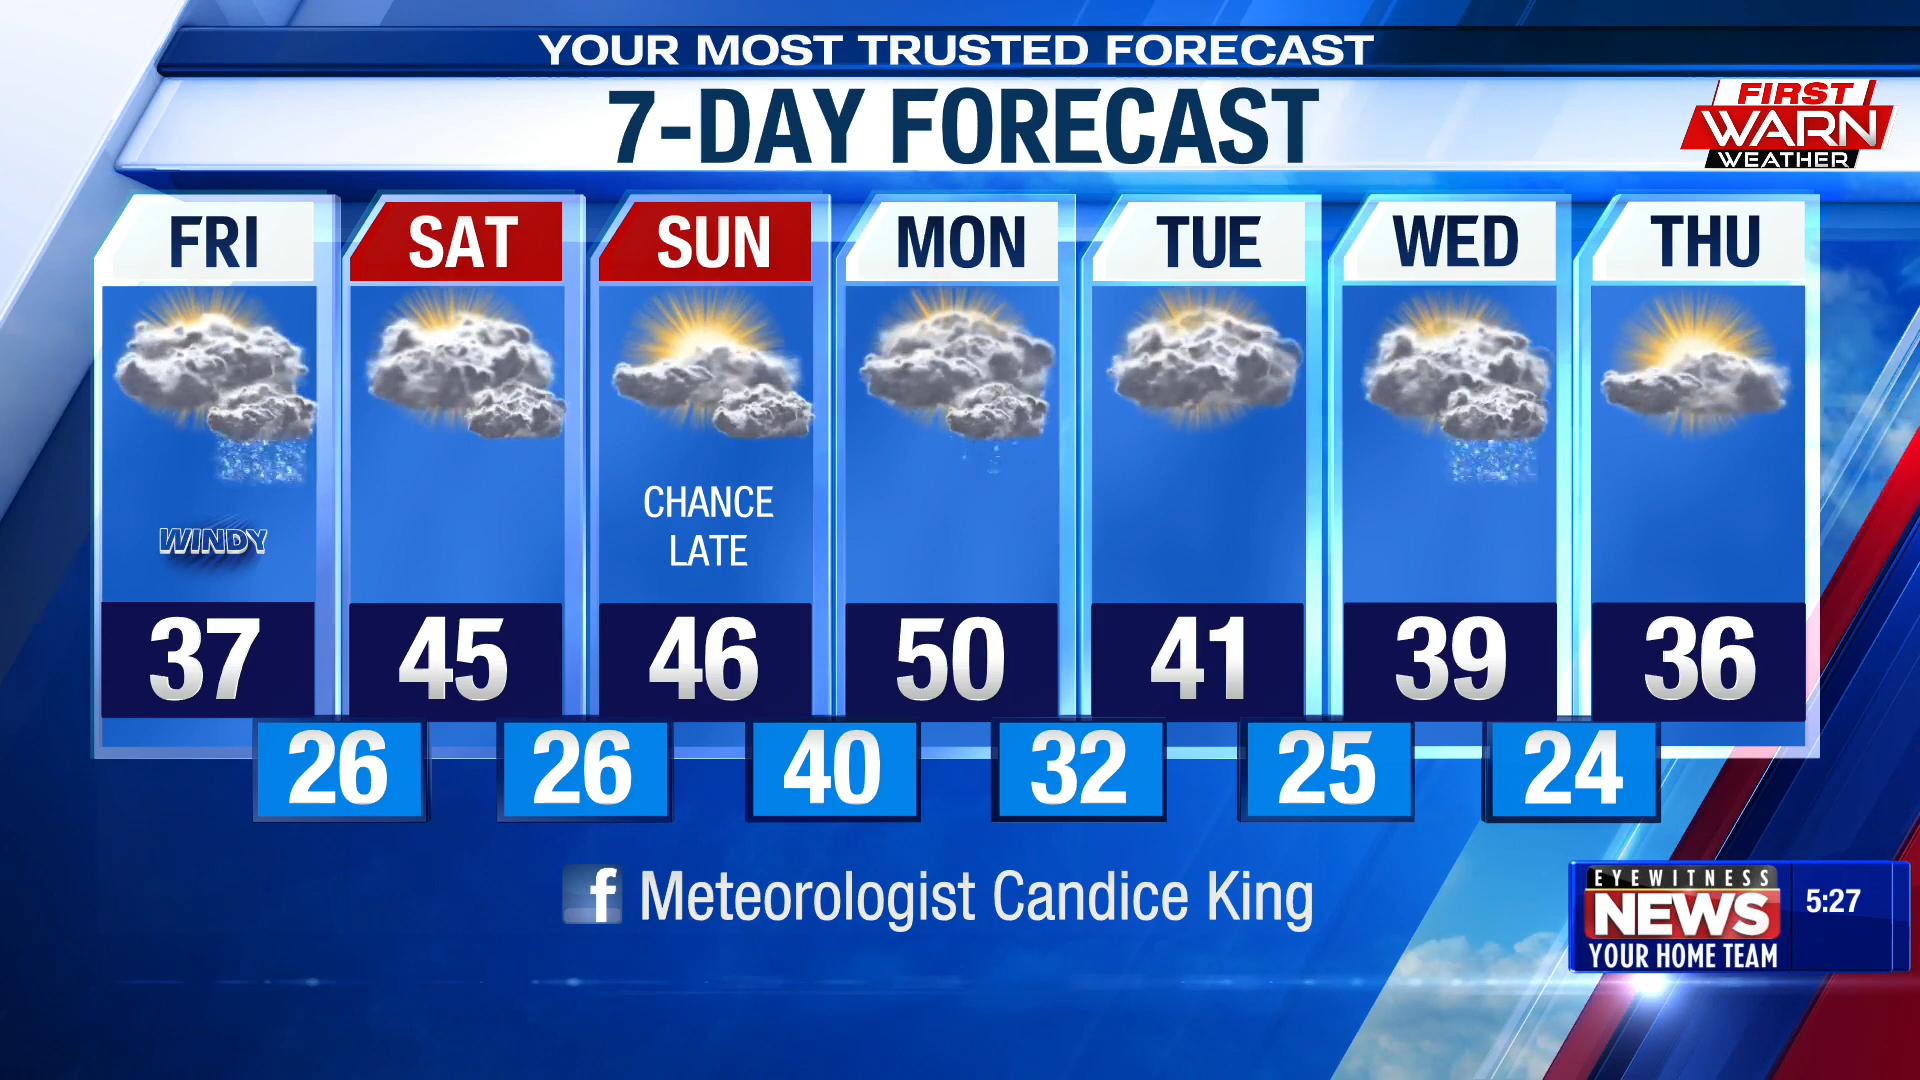 YOUR MOST TRUSTED FORECAST
7-DAY FORECAST
FIRST
WARN
WEATHER
FRI SAT SUN MON TUE WED THU
CHANCE
LATE
WINDY
37 45 46 50 41 39 36
26 26 40 32 25 24
f Meteorologist Candice King
EYEWITNESS
NEWS
YOUR HOME TEAM
5:27